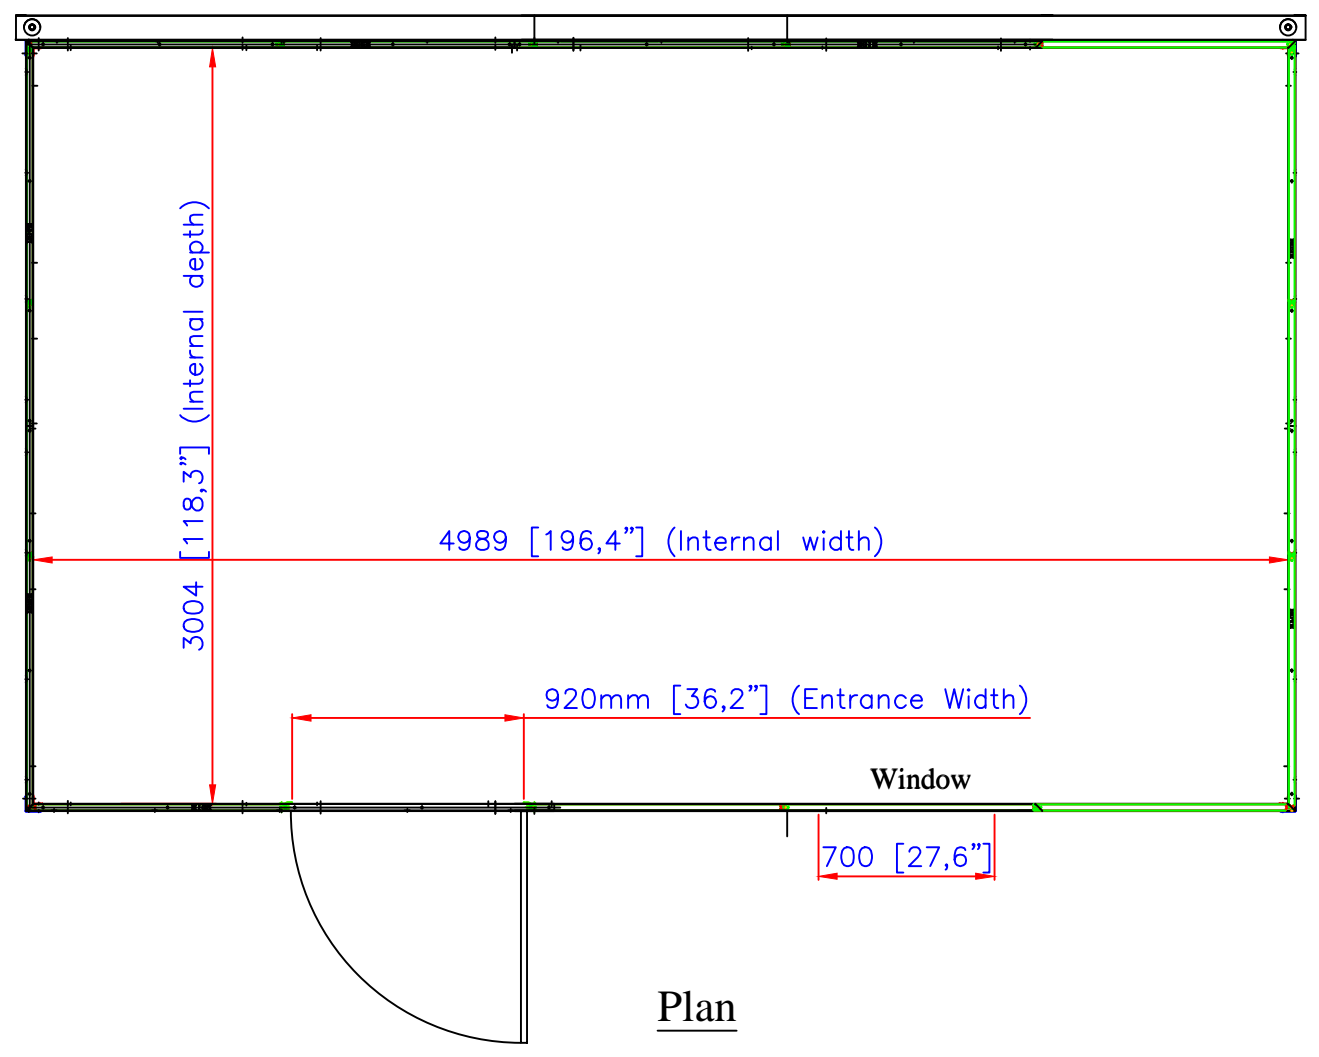 3004 [118,3”] (Internal depth)
4989 [196,4”] (Internal width)
920mm [36,2”] (Entrance Width)
Window
700 [27,6”]
Plan